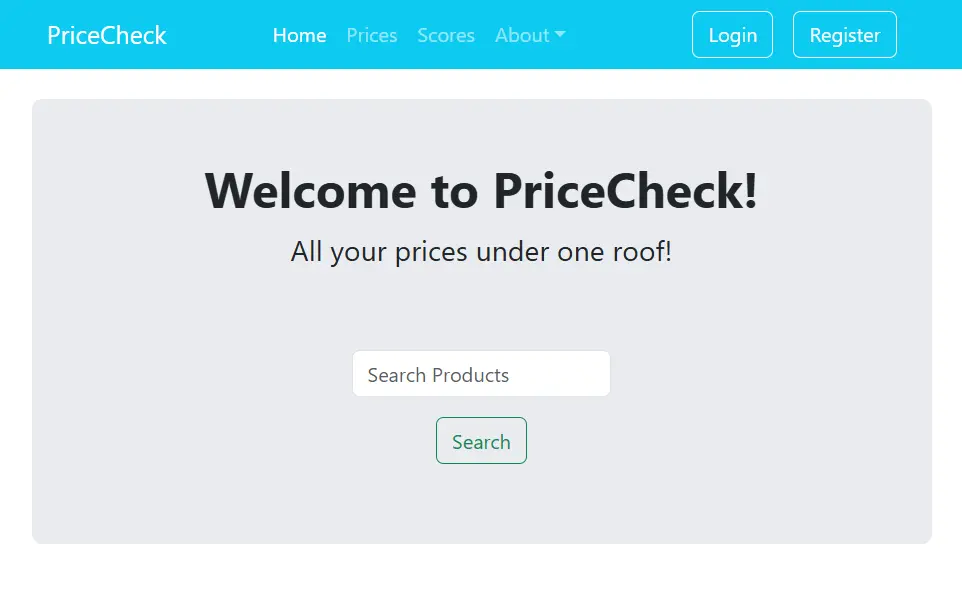 PriceCheck Home Prices Scores About Login Register
Welcome to PriceCheck!
All your prices under one roof!
Search Products
Search